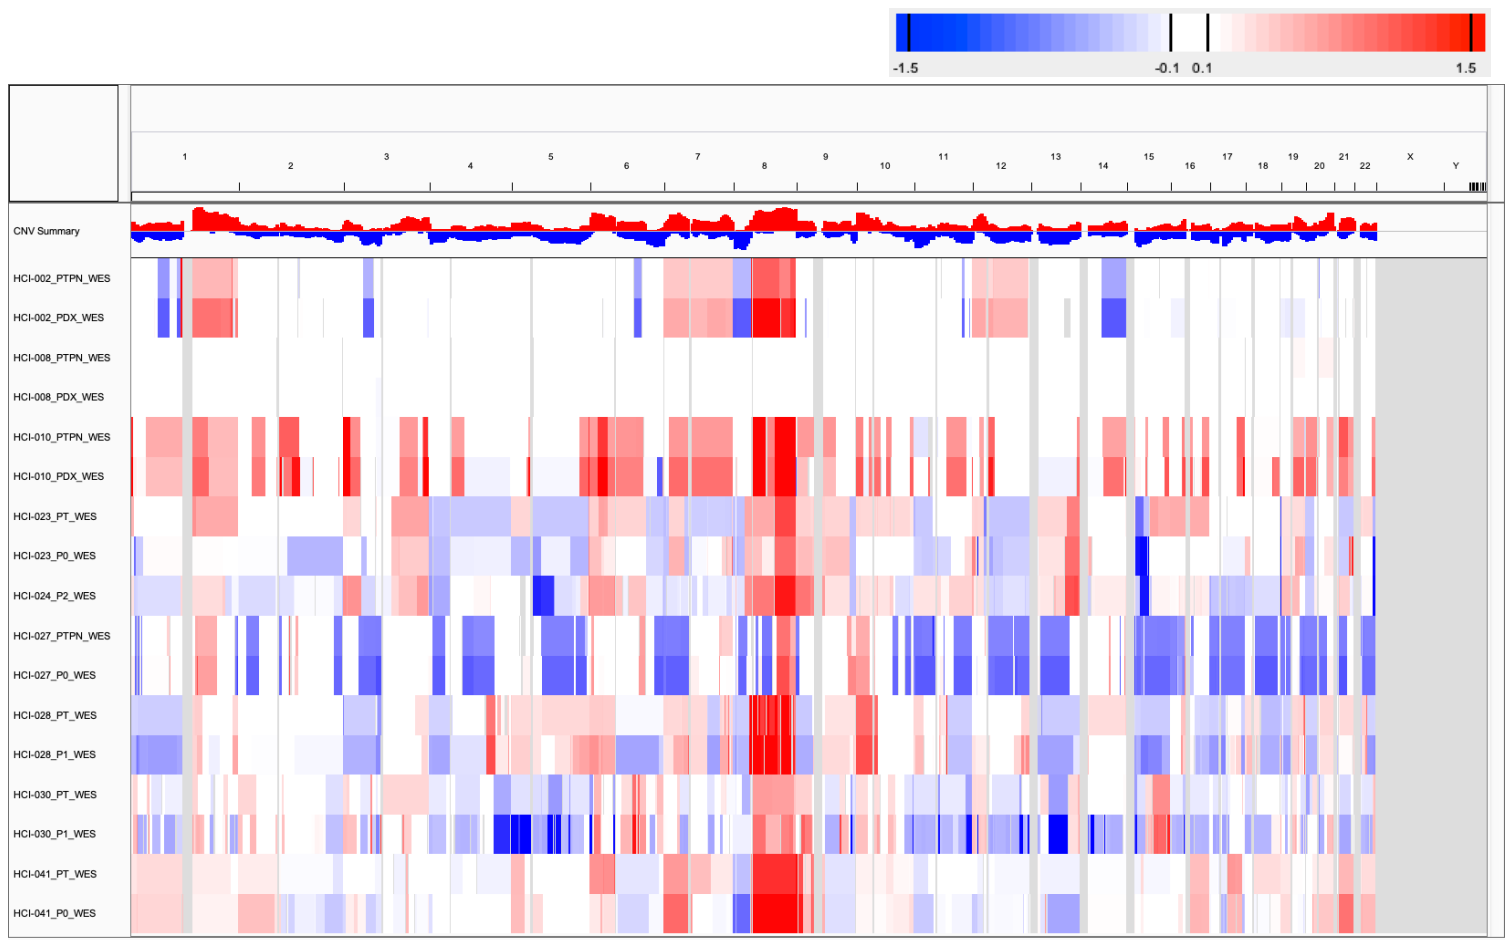 -1.5 -0.1 0.1 1.5
1 2 3 4 5 6 7 8 9 10 11 12 13 14 15 16 17 18 19 20 21 22 X Y
CNV Summary
HCI-002_PTPN_WES
HCI-002_PDX_WES
HCI-008_PTPN_WES
HCI-008_PDX_WES
HCI-010_PTPN_WES
HCI-010_PDX_WES
HCI-023_PT_WES
HCI-023_P0_WES
HCI-024_P2_WES
HCI-027_PTPN_WES
HCI-027_P0_WES
HCI-028_PT_WES
HCI-028_P1_WES
HCI-030_PT_WES
HCI-030_P1_WES
HCI-041_PT_WES
HCI-041_P0_WES